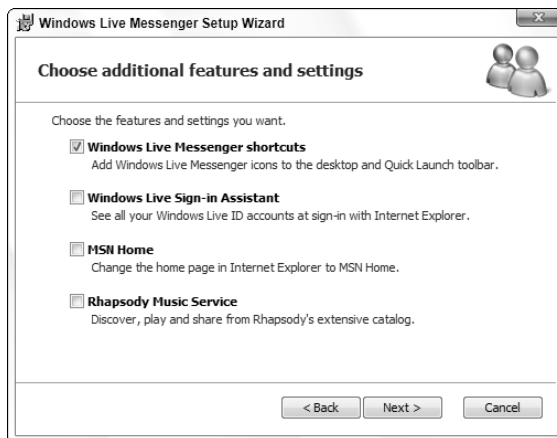 Windows Live Messenger Setup Wizard
Choose additional features and settings
Choose the features and settings you want.
Windows Live Messenger shortcuts
Add Windows Live Messenger icons to the desktop and Quick Launch toolbar.
Windows Live Sign-in Assistant
See all your Windows Live ID accounts at sign-in with Internet Explorer.
MSN Home
Change the home page in Internet Explorer to MSN Home.
Rhapsody Music Service
Discover, play and share from Rhapsody's extensive catalog.
< Back Next > Cancel